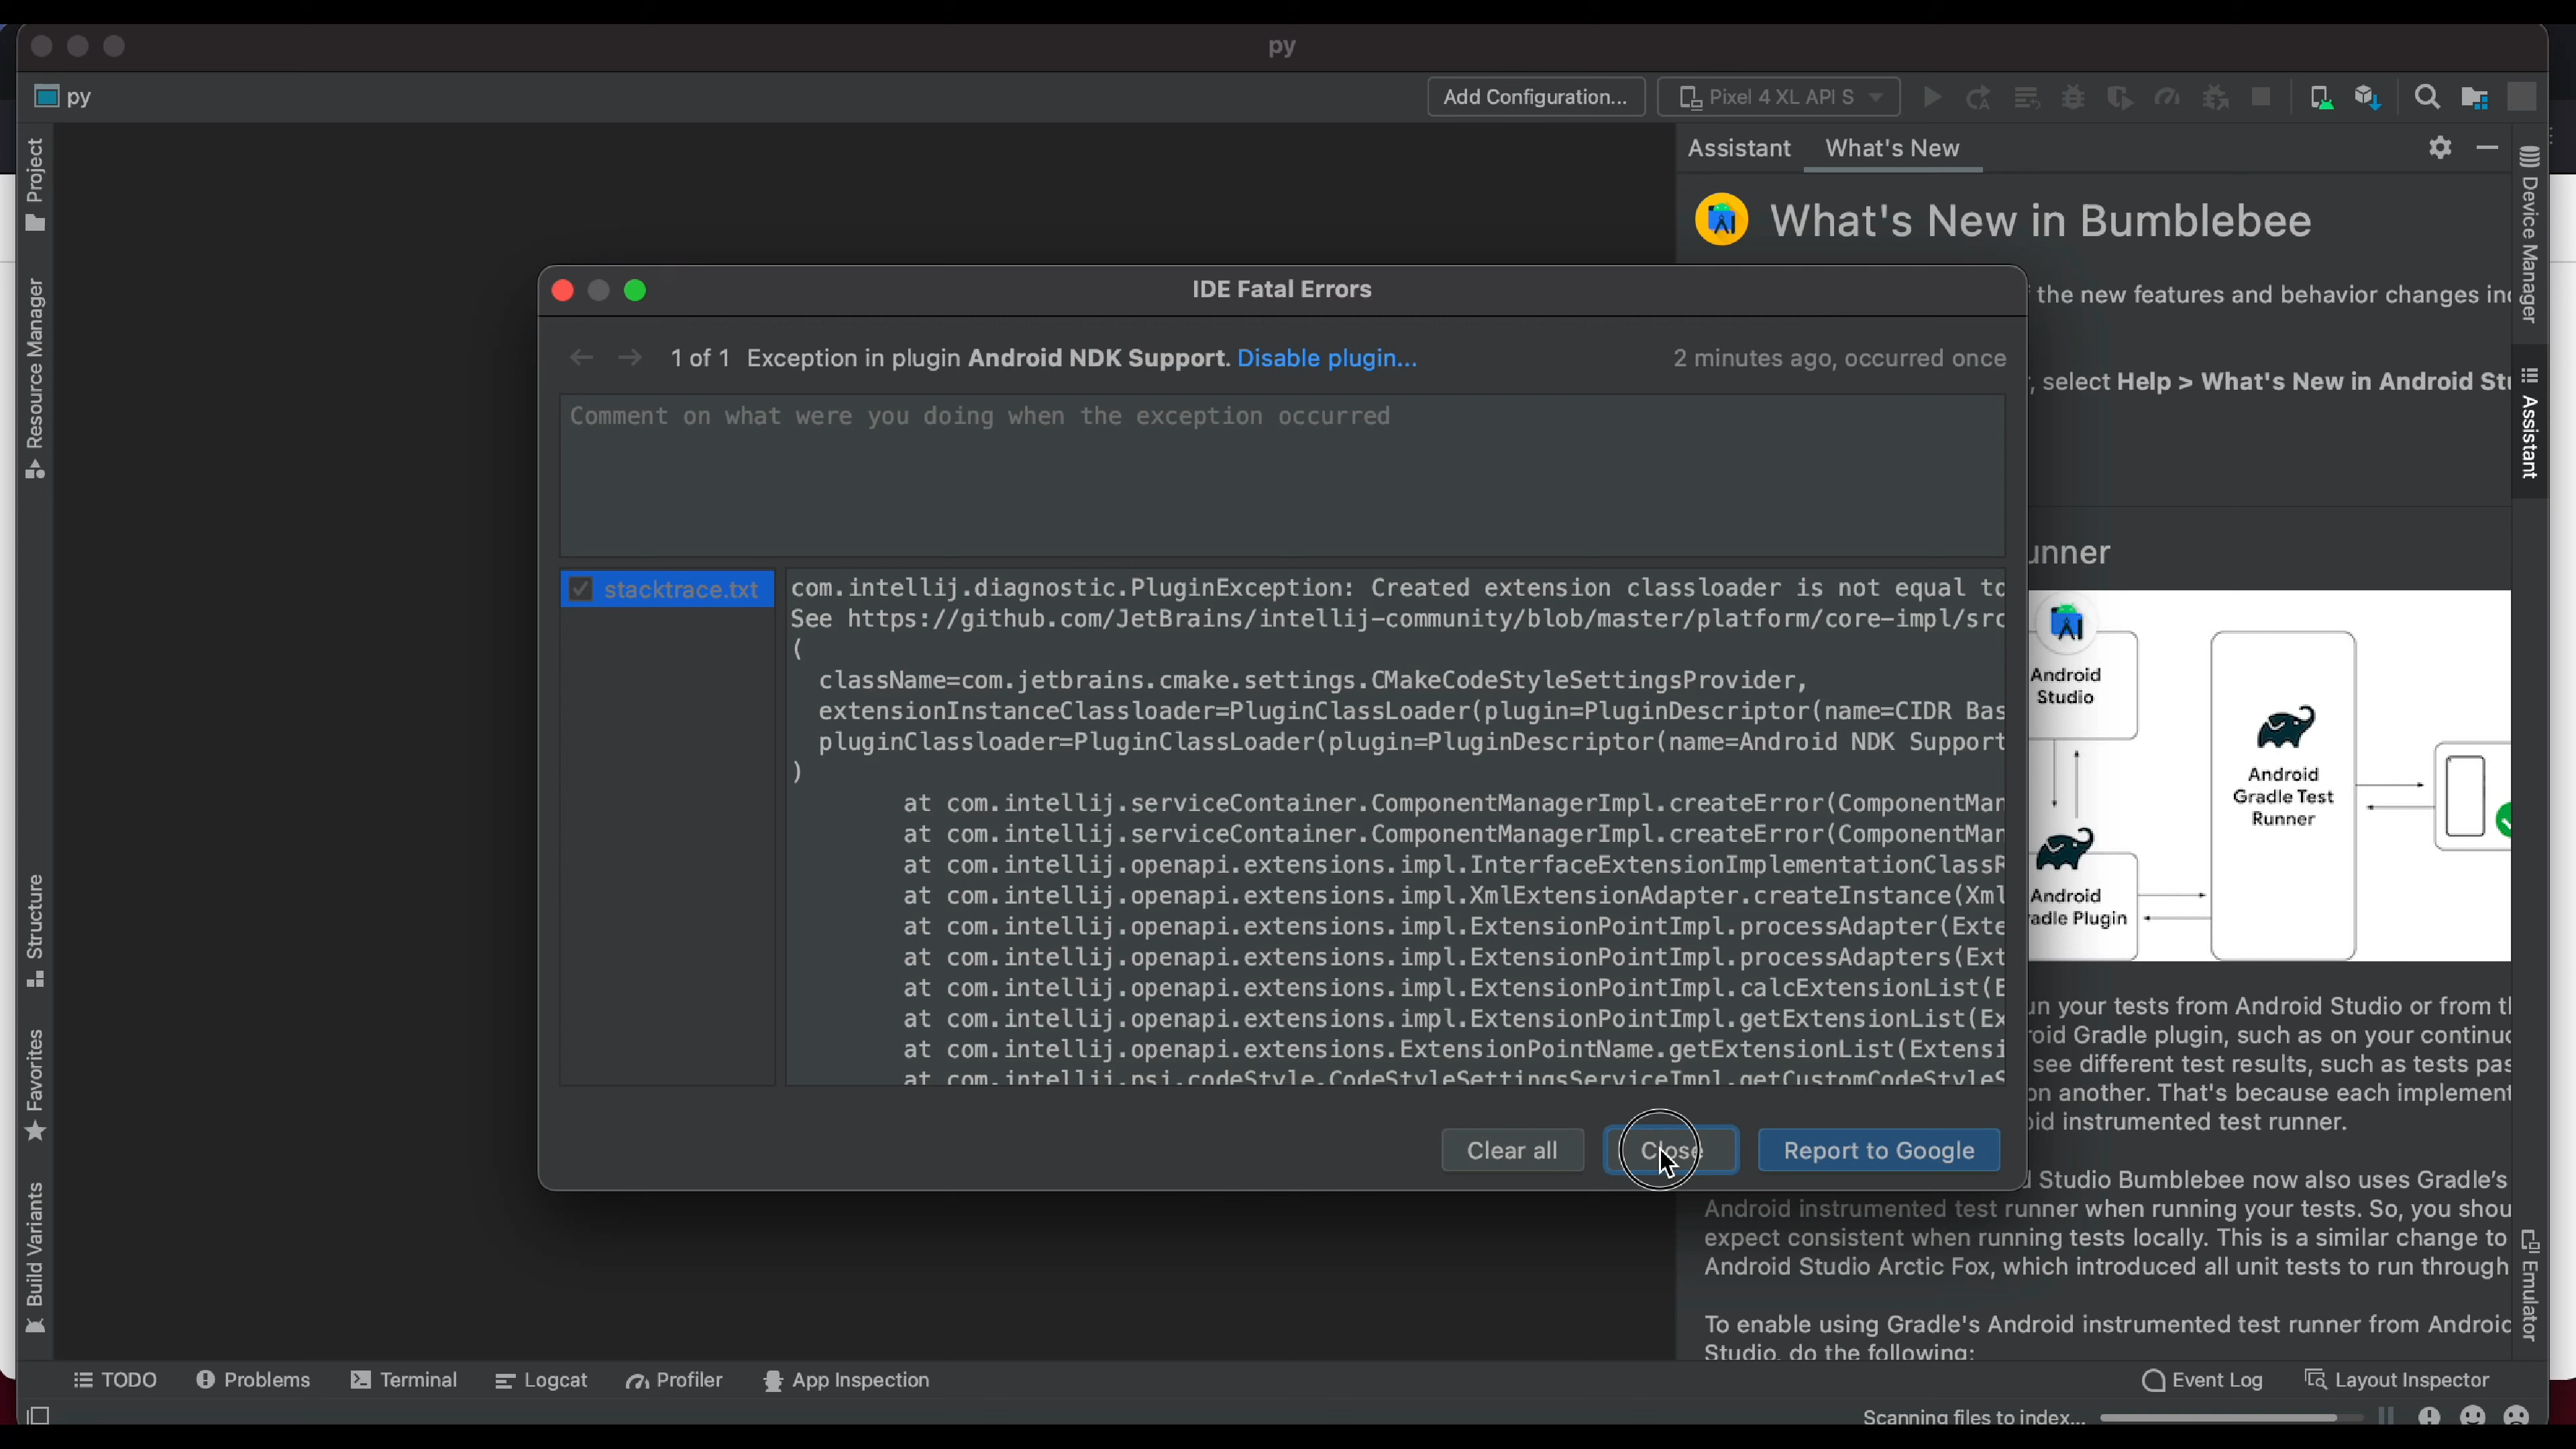 py
py
Add Configuration...
Pixel 4 XL API S
Project
Resource Manager
Structure
Favorites
Build Variants
Assistant
What's New
What's New in Bumblebee
the new features and behavior changes
select Help > What's New in Android
IDE Fatal Errors
1 of 1 Exception in plugin Android NDK Support. Disable plugin...
2 minutes ago, occurred once
Comment on what were you doing when the exception occurred
stacktrace.txt
com.intellij.diagnostic.PluginException: Created extension classloader is not equal to
See https://github.com/JetBrains/intellij-community/blob/master/platform/core-impl/src
(
className=com.jetbrains.cmake.settings.CMakeCodeStyleSettingsProvider,
extensionInstanceClassloader=PluginClassLoader(plugin=PluginDescriptor(name=CIDR Bas
pluginClassloader=PluginClassLoader(plugin=PluginDescriptor(name=Android NDK Support
)
at com.intellij.serviceContainer.ComponentManagerImpl.createError(ComponentMan
at com.intellij.serviceContainer.ComponentManagerImpl.createError(ComponentMan
at com.intellij.openapi.extensions.impl.InterfaceExtensionImplementationClassR
at com.intellij.openapi.extensions.impl.XmlExtensionAdapter.createInstance(Xml
at com.intellij.openapi.extensions.impl.ExtensionPointImpl.processAdapter(Exte
at com.intellij.openapi.extensions.impl.ExtensionPointImpl.processAdapters(Ext
at com.intellij.openapi.extensions.impl.ExtensionPointImpl.calcExtensionList(E
at com.intellij.openapi.extensions.impl.ExtensionPointImpl.getExtensionList(Ex
at com.intellij.openapi.extensions.ExtensionPointName.getExtensionList(Extensi
at com.intellij.psi.codeStyle.CodeStyleSettingsServiceImpl.getCustomCodeStyleS
Clear all
Close
Report to Google
unner
Android
Studio
Android
Gradle Test
Runner
Android
adle Plugin
un your tests from Android Studio or from
oid Gradle plugin, such as on your
see different test results, such as tests
on another. That's because each
oid instrumented test runner.
Studio Bumblebee now also uses Gradle's
Android instrumented test runner when running your tests. So, you
expect consistent when running tests locally. This is a similar change to
Android Studio Arctic Fox, which introduced all unit tests to run through
To enable using Gradle's Android instrumented test runner from Android
Studio, do the following:
Device Manager
Assistant
Emulator
TODO
Problems
Terminal
Logcat
Profiler
App Inspection
Event Log
Layout Inspector
Scanning files to index...